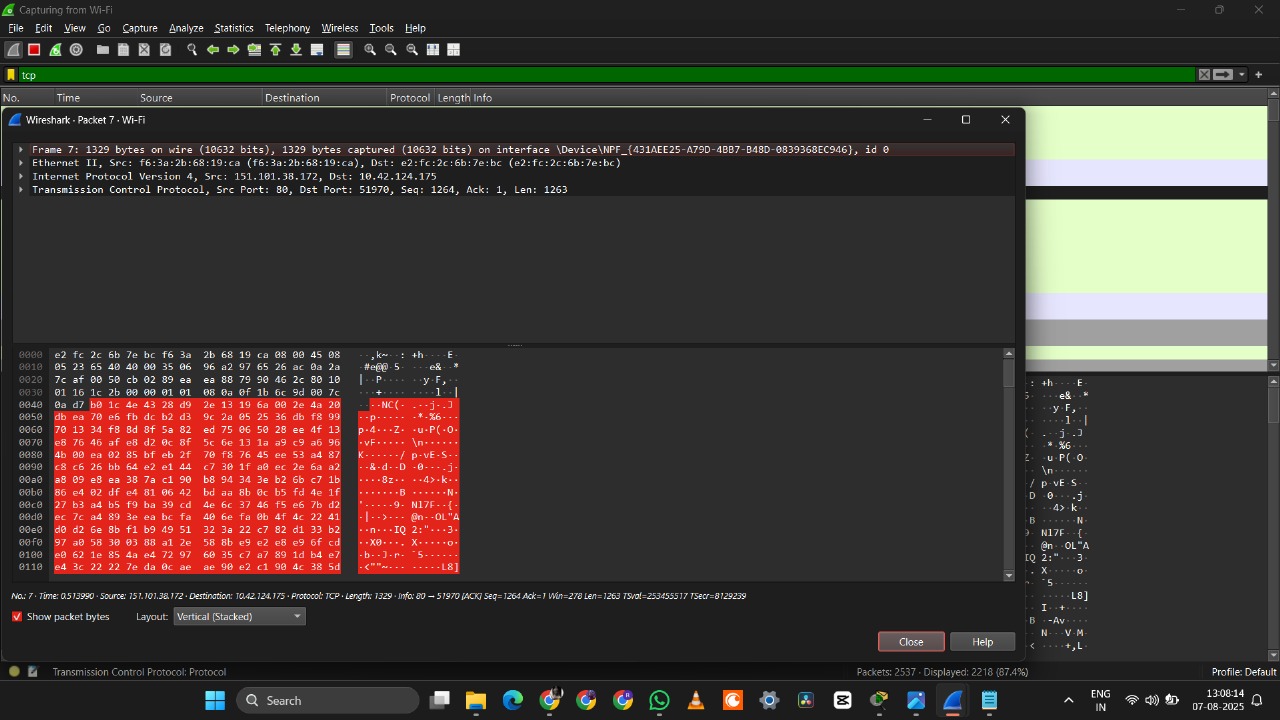 Capturing from Wi-Fi
File Edit View Go Capture Analyze Statistics Telephony Wireless Tools Help
tcp
No. Time Source Destination Protocol Length Info
Wireshark · Packet 7 · Wi-Fi
Frame 7: 1329 bytes on wire (10632 bits), 1329 bytes captured (10632 bits) on interface \Device\NPF_{431AEE25-A79D-4BB7-B48D-0839368EC946}, id 0
Ethernet II, Src: f6:3a:2b:68:19:ca (f6:3a:2b:68:19:ca), Dst: e2:fc:2c:6b:7e:bc (e2:fc:2c:6b:7e:bc)
Internet Protocol Version 4, Src: 151.101.38.172, Dst: 10.42.124.175
Transmission Control Protocol, Src Port: 80, Dst Port: 51970, Seq: 1264, Ack: 1, Len: 1263
0000 e2 fc 2c 6b 7e bc f6 3a 2b 68 19 ca 08 00 45 08
0010 05 23 65 40 40 00 35 06 96 a2 97 65 26 ac 0a 2a
0020 7c af 00 50 cb 02 89 ea ea 88 79 90 46 2c 80 10
0030 01 16 1c 2b 00 00 01 01 08 0a 0f 1b 6c 9d 00 7c
0040 0a d7 b0 1c 4e 43 28 d9 2e 13 19 6a 00 2e 4a 20
0050 db ea 70 e6 fb dc b2 d3 9c 2a 05 25 36 db f8 99
0060 70 13 34 f8 8d 8f 5a 82 ed 75 06 50 28 ee 4f 13
0070 e8 76 46 af e8 d2 0c 8f 5c 6e 13 1a a9 c9 a6 96
0080 4b 00 ea 02 85 bf eb 2f 70 f8 76 45 ee 53 a4 87
0090 c8 c6 26 bb 64 e2 e1 44 c7 30 1f a0 ec 2e 6a a2
00a0 a8 09 e8 ea 38 7a c1 90 b8 94 34 3e b2 6b c7 1b
00b0 86 e4 02 df e4 81 06 42 bd aa 8b 0c b5 fd 4e 1f
00c0 27 b3 a4 b5 f9 ba 39 cd 4e 6c 37 46 f5 e6 7b d2
00d0 ec 7c a4 89 3e ea bc fa 40 6e fa 0b 4f 4c 22 41
00e0 d0 d2 6e 8b f1 b9 49 51 32 3a 22 c7 82 d1 33 b2
00f0 97 a0 58 30 03 88 a1 2e 58 8b e9 e2 e8 e9 6f cd
0100 e0 62 1e 85 4a e4 72 97 60 35 c7 a7 89 1d b4 e7
0110 e4 3c 22 22 7e da 0c ae ae 90 e2 c1 90 4c 38 5d
No.: 7 · Time: 0.513990 · Source: 151.101.38.172 · Destination: 10.42.124.175 · Protocol: TCP · Length: 1329 · Info: 80 → 51970 [ACK] Seq=1264 Ack=1 Win=278 Len=1263 TSval=253455517 TSecr=8129239
Show packet bytes Layout: Vertical (Stacked)
Close Help
Transmission Control Protocol: Protocol Packets: 2537 · Displayed: 2218 (87.4%) Profile: Default
Search
ENG
IN
13:08:14
07-08-2025